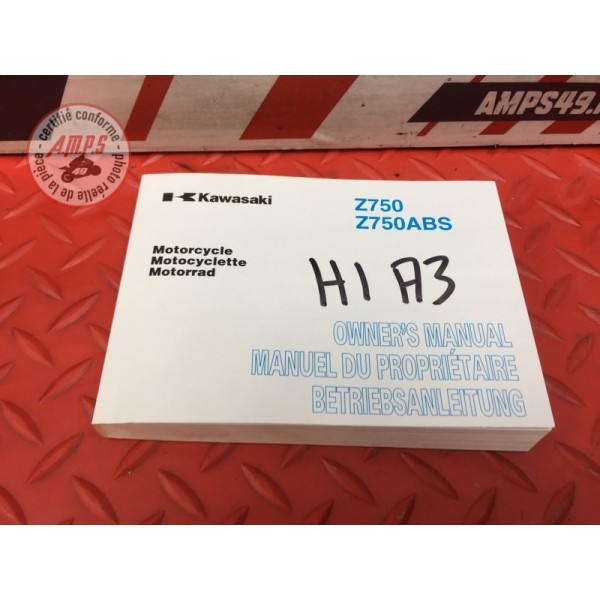 certifié conforme
A.M.P.S
49
photo réelle de la pièce
AMPS49.
Kawasaki
Z750
Z750ABS
Motorcycle
Motocyclette
Motorrad
H1 A3
OWNER'S MANUAL
MANUEL DU PROPRIÉTAIRE
BETRIEBSANLEITUNG